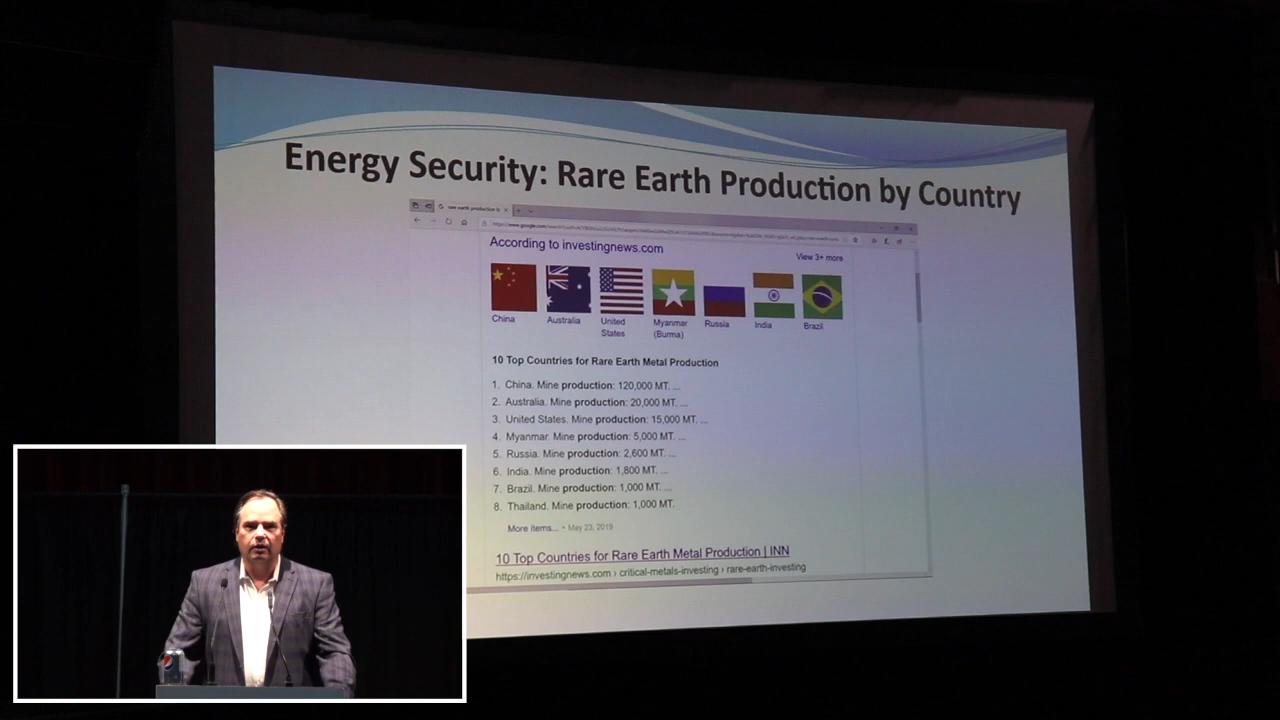 Energy Security: Rare Earth Production by Country
rare earth production b
According to investingnews.com
View 3+ more
China
Australia
United
States
Myanmar
(Burma)
Russia
India
Brazil
10 Top Countries for Rare Earth Metal Production
1. China. Mine production: 120,000 MT. ...
2. Australia. Mine production: 20,000 MT. ...
3. United States. Mine production: 15,000 MT. ...
4. Myanmar. Mine production: 5,000 MT. ...
5. Russia. Mine production: 2,600 MT. ...
6. India. Mine production: 1,800 MT. ...
7. Brazil. Mine production: 1,000 MT. ...
8. Thailand. Mine production: 1,000 MT.
More items... • May 23, 2019
10 Top Countries for Rare Earth Metal Production | INN
https://investingnews.com › critical-metals-investing › rare-earth-investing